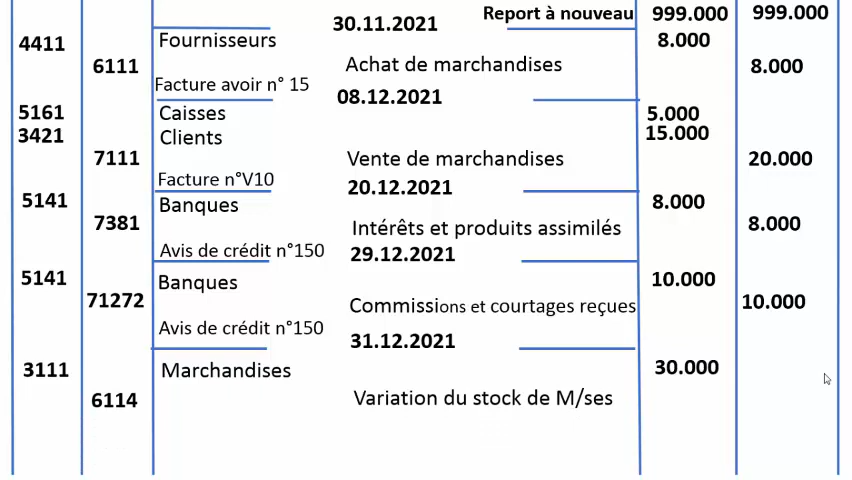 Report à nouveau 999.000 999.000
30.11.2021
4411 Fournisseurs 8.000
6111 Achat de marchandises 8.000
Facture avoir n° 15
08.12.2021
5161 Caisses 5.000
3421 Clients 15.000
7111 Vente de marchandises 20.000
Facture n°V10
20.12.2021
5141 Banques 8.000
7381 Intérêts et produits assimilés 8.000
Avis de crédit n°150
29.12.2021
5141 Banques 10.000
71272 Commissions et courtages reçues 10.000
Avis de crédit n°150
31.12.2021
3111 Marchandises 30.000
6114 Variation du stock de M/ses